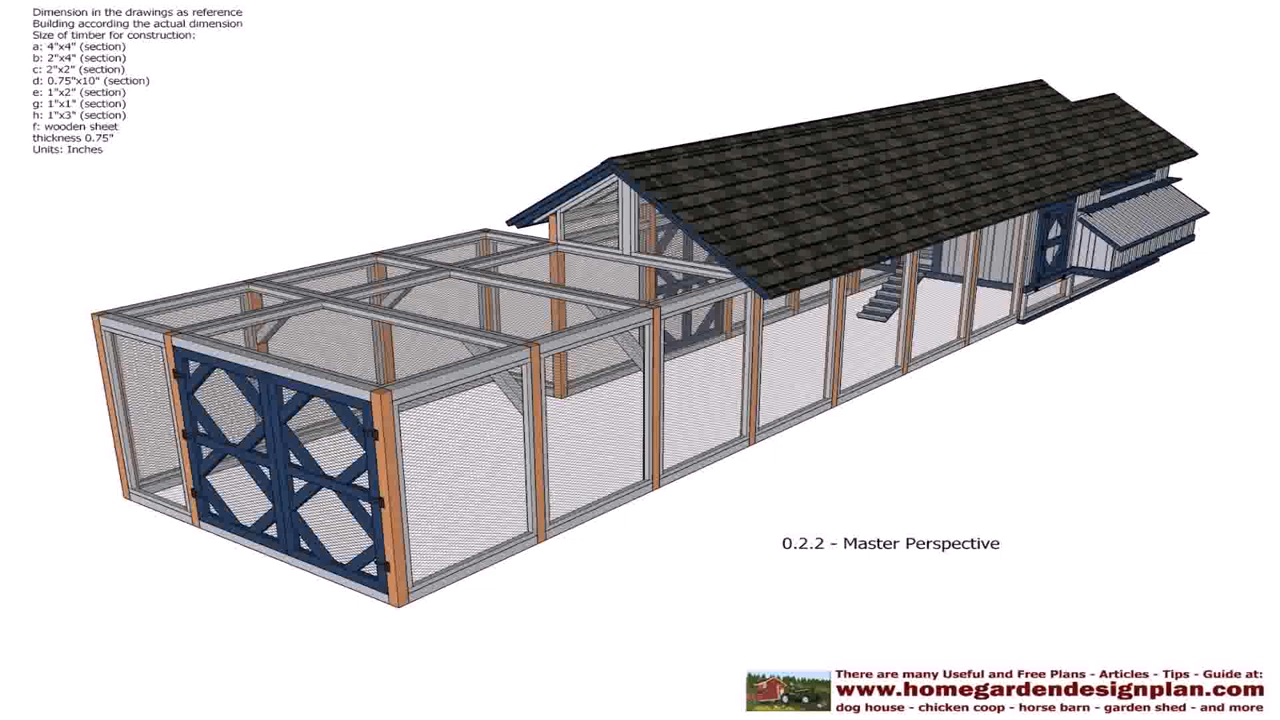 Dimension in the drawings as reference
Building according the actual dimension
Size of timber for construction:
a: 4"x4" (section)
b: 2"x4" (section)
c: 2"x2" (section)
d: 0.75"x10" (section)
e: 1"x2" (section)
g: 1"x1" (section)
h: 1"x3" (section)
f: wooden sheet
thickness 0.75"
Units: Inches
0.2.2 - Master Perspective
There are many Useful and Free Plans - Articles - Tips - Guide at:
www.homegardendesignplan.com
dog house - chicken coop - horse barn - garden shed - and more